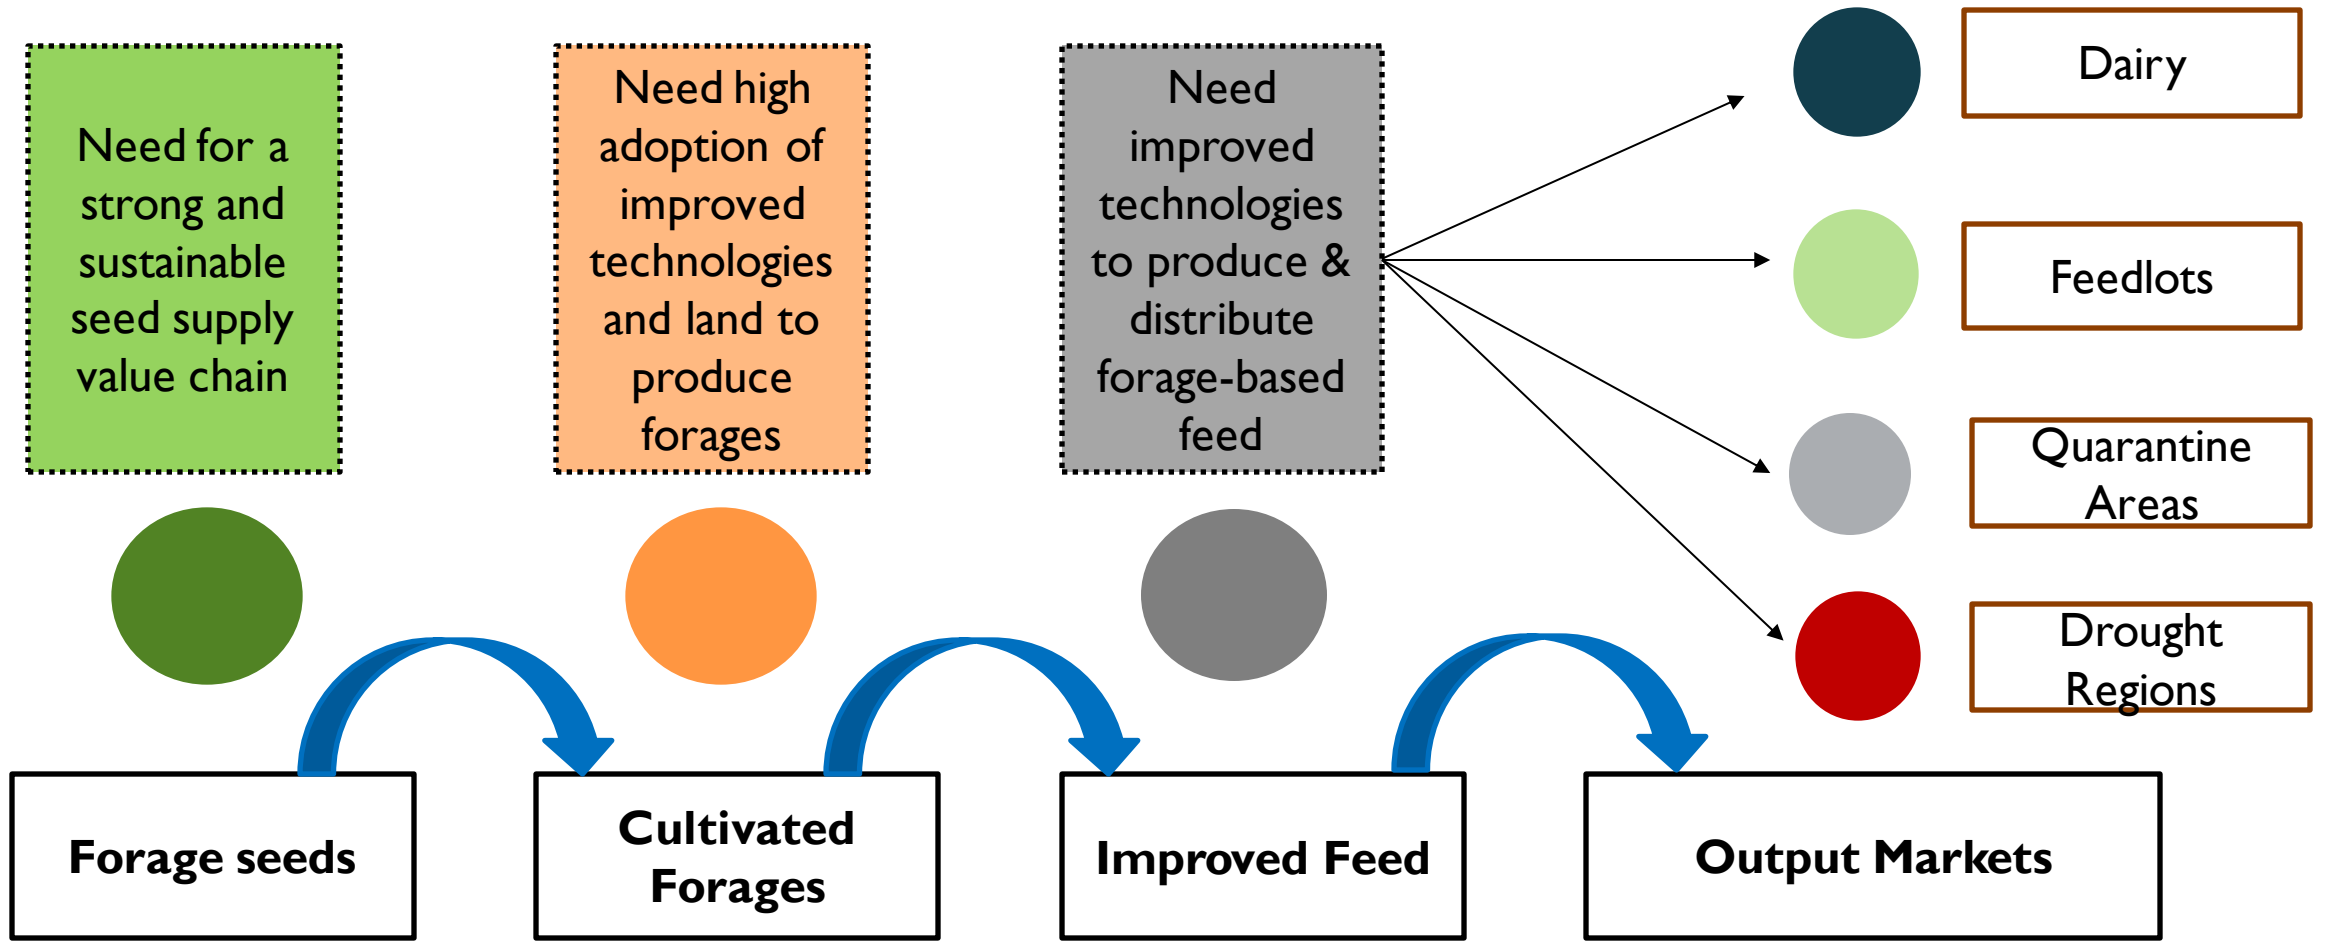 Need for a
strong and
sustainable
seed supply
value chain
Need high
adoption of
improved
technologies
and land to
produce
forages
Need
improved
technologies
to produce &
distribute
forage-based
feed
Dairy
Feedlots
Quarantine
Areas
Drought
Regions
Forage seeds
Cultivated
Forages
Improved Feed
Output Markets